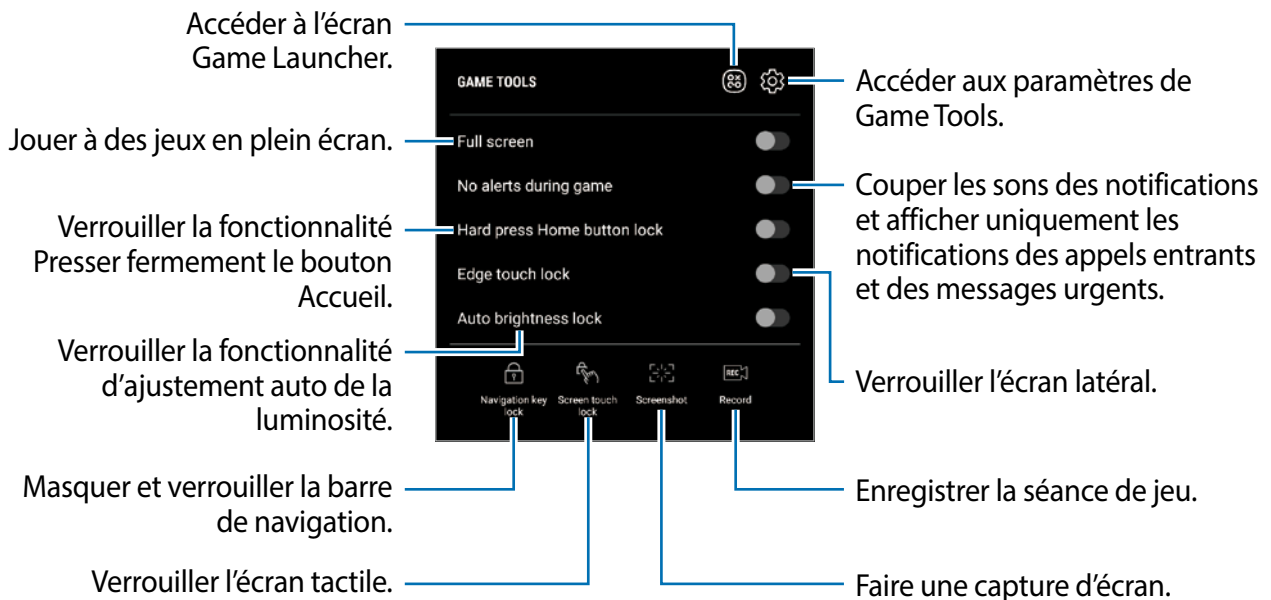 Accéder à l'écran
Game Launcher.
Jouer à des jeux en plein écran.
Verrouiller la fonctionnalité
Presser fermement le bouton
Accueil.
Verrouiller la fonctionnalité
d'ajustement auto de la
luminosité.
Masquer et verrouiller la barre
de navigation.
Verrouiller l'écran tactile.
GAME TOOLS
Full screen
No alerts during game
Hard press Home button lock
Edge touch lock
Auto brightness lock
Navigation key
lock
Screen touch
lock
Screenshot
REC
Record
Accéder aux paramètres de
Game Tools.
Couper les sons des notifications
et afficher uniquement les
notifications des appels entrants
et des messages urgents.
Verrouiller l'écran latéral.
Enregistrer la séance de jeu.
Faire une capture d'écran.